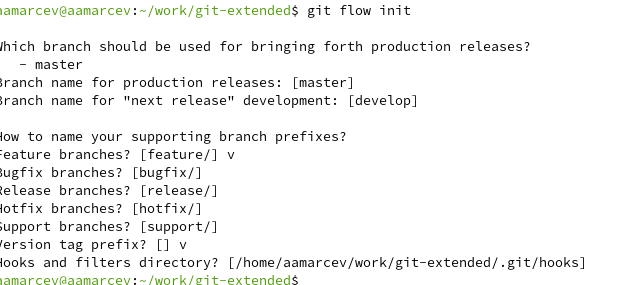 aamarcev@aamarcev:~/work/git-extended$ git flow init
Which branch should be used for bringing forth production releases?
- master
Branch name for production releases: [master]
Branch name for "next release" development: [develop]
How to name your supporting branch prefixes?
Feature branches? [feature/] v
Bugfix branches? [bugfix/]
Release branches? [release/]
Hotfix branches? [hotfix/]
Support branches? [support/]
Version tag prefix? [] v
Hooks and filters directory? [/home/aamarcev/work/git-extended/.git/hooks]
aamarcev@aamarcev:~/work/git-extended$